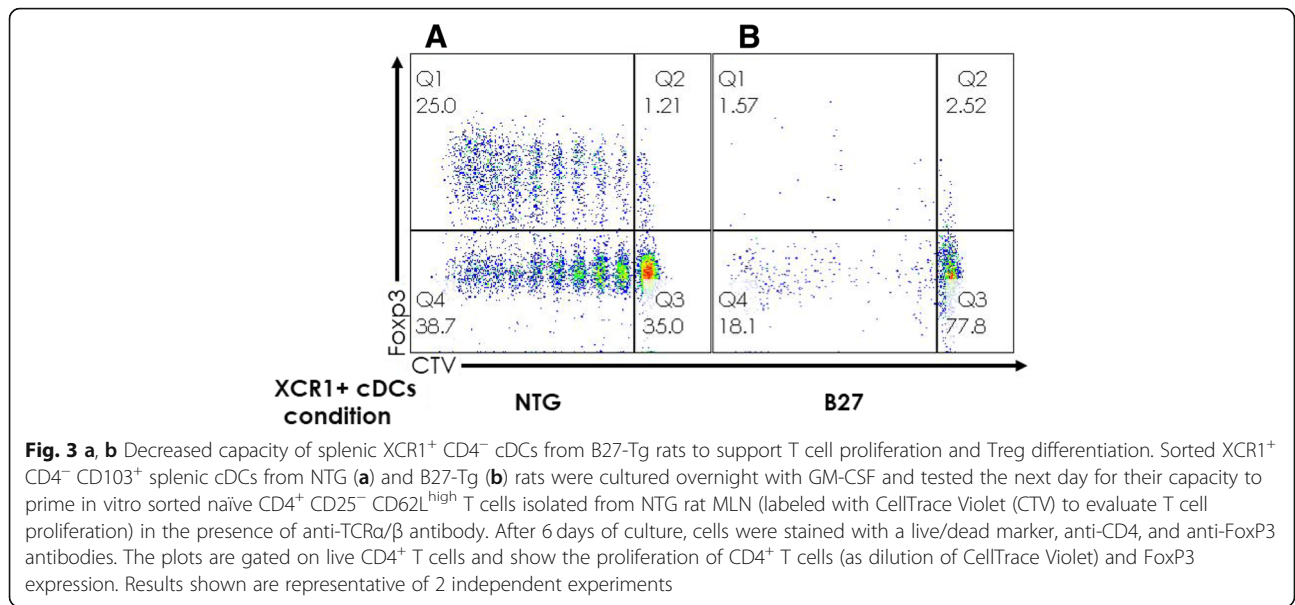 A B
Q1 Q2 Q1 Q2
25.0 1.21 1.57 2.52
Foxp3
Q4 Q3 Q4 Q3
38.7 35.0 18.1 77.8
CTV
XCR1+ cDCs
condition NTG B27
Fig. 3 a, b Decreased capacity of splenic XCR1⁺ CD4⁻ cDCs from B27-Tg rats to support T cell proliferation and Treg differentiation. Sorted XCR1⁺
CD4⁻ CD103⁺ splenic cDCs from NTG (a) and B27-Tg (b) rats were cultured overnight with GM-CSF and tested the next day for their capacity to
prime in vitro sorted naïve CD4⁺ CD25⁻ CD62Lʰⁱᵍʰ T cells isolated from NTG rat MLN (labeled with CellTrace Violet (CTV) to evaluate T cell
proliferation) in the presence of anti-TCRα/β antibody. After 6 days of culture, cells were stained with a live/dead marker, anti-CD4, and anti-FoxP3
antibodies. The plots are gated on live CD4⁺ T cells and show the proliferation of CD4⁺ T cells (as dilution of CellTrace Violet) and FoxP3
expression. Results shown are representative of 2 independent experiments